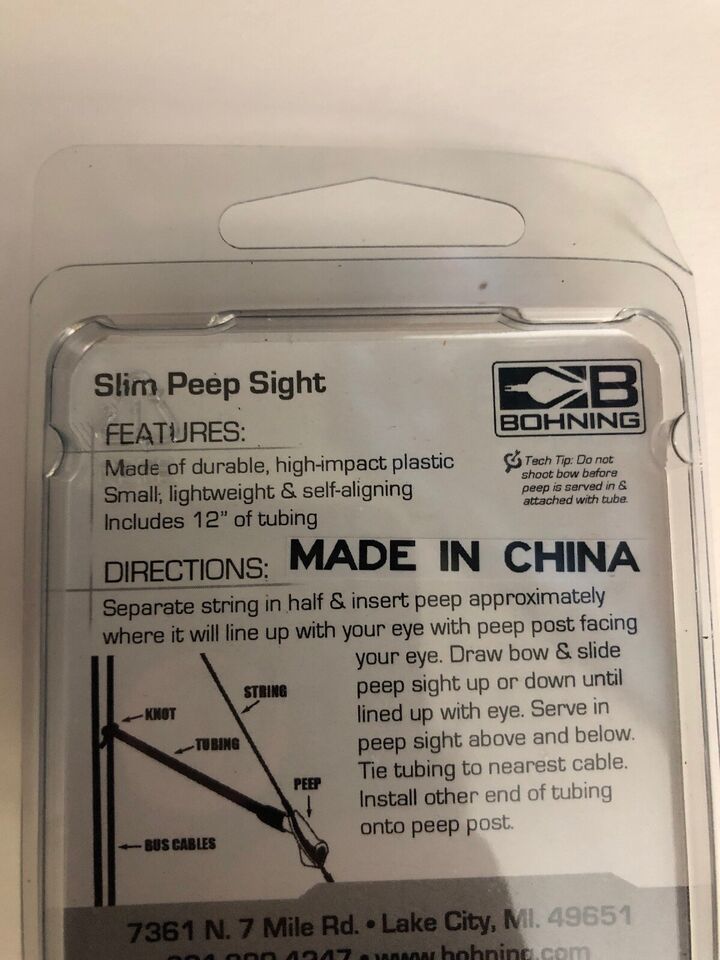 Slim Peep Sight
BOHNING
FEATURES:
Made of durable, high-impact plastic
Small, lightweight & self-aligning
Includes 12" of tubing
Tech Tip: Do not
shoot bow before
peep is served in &
attached with tube.
DIRECTIONS: MADE IN CHINA
Separate string in half & insert peep approximately
where it will line up with your eye with peep post facing
your eye. Draw bow & slide
peep sight up or down until
lined up with eye. Serve in
peep sight above and below.
Tie tubing to nearest cable.
Install other end of tubing
onto peep post.
STRING
KNOT
TUBING
PEEP
BUS CABLES
7361 N. 7 Mile Rd. • Lake City, MI. 49651
4247 • www.bohning.com